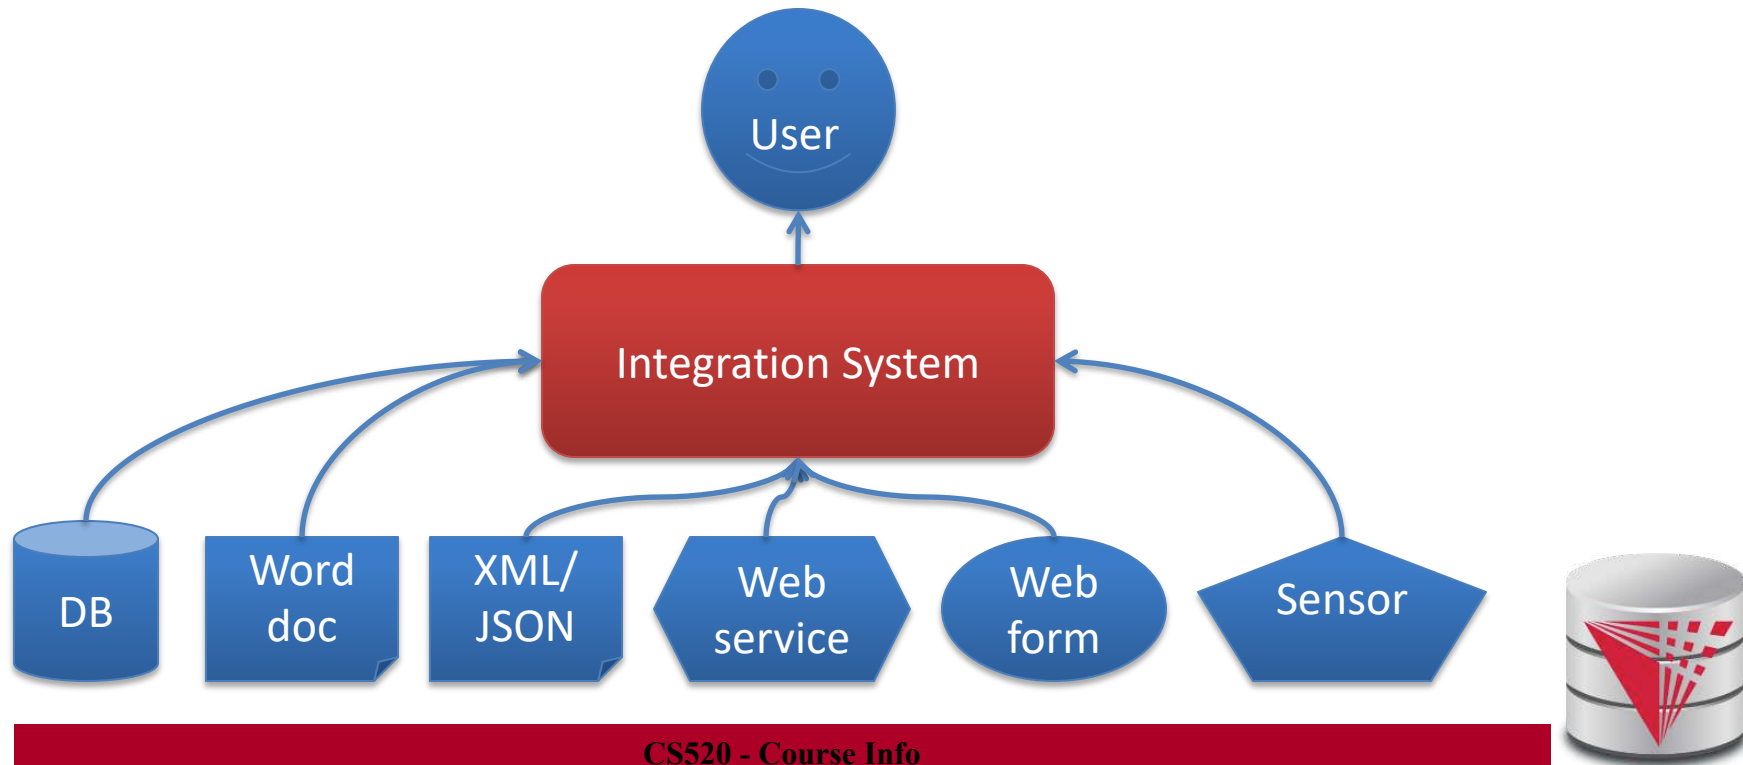 User
Integration System
DB
Word
doc
XML/
JSON
Web
service
Web
form
Sensor
CS520 - Course Info